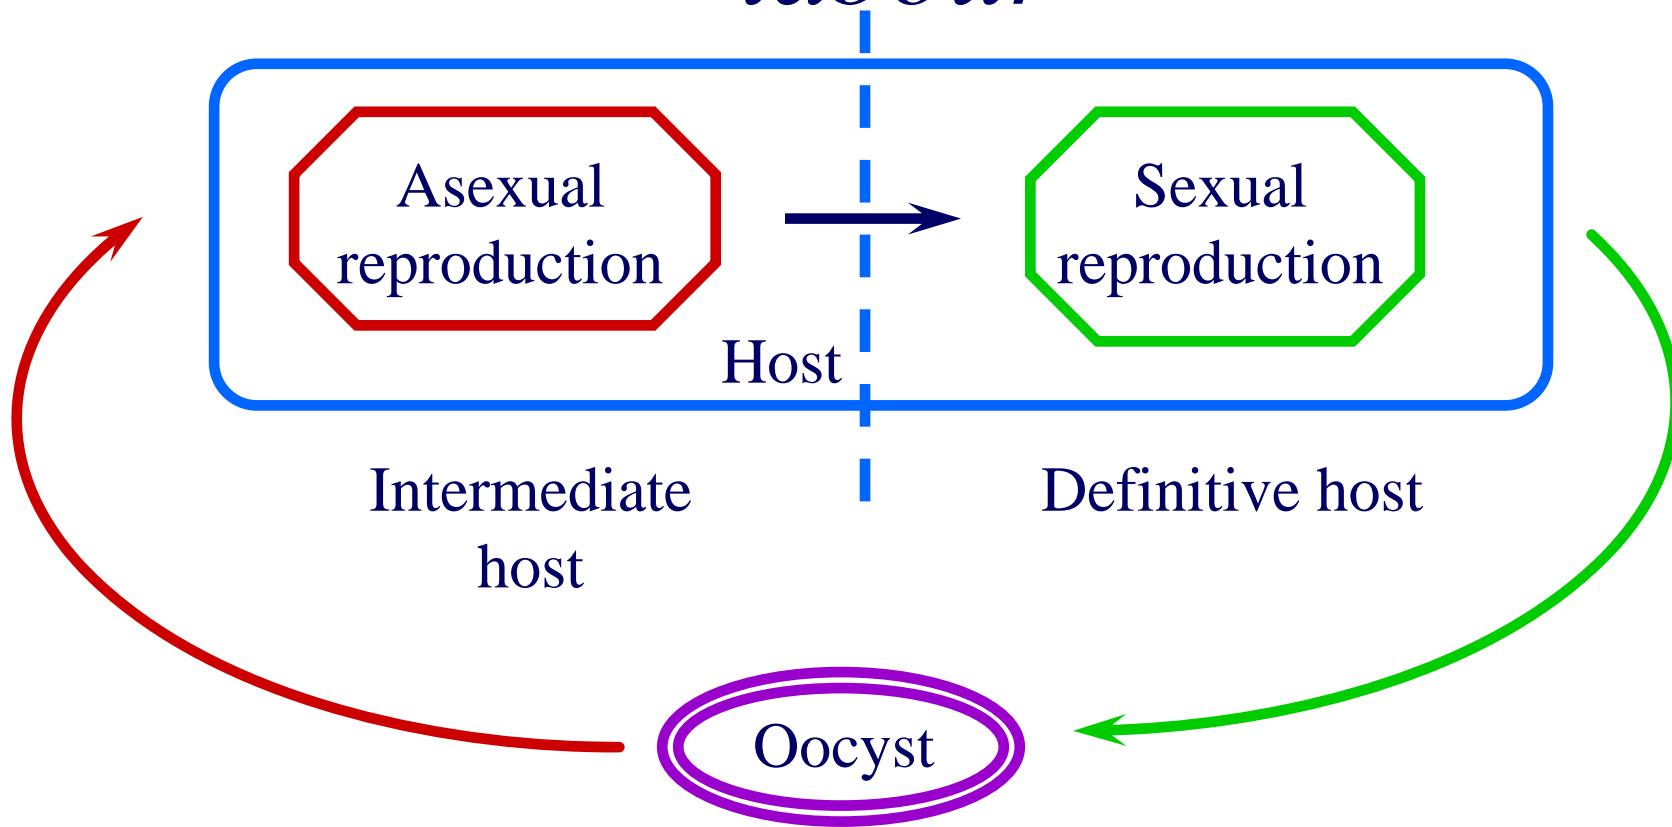 Asexual
reproduction
Sexual
reproduction
Host
Intermediate
host
Definitive host
Oocyst